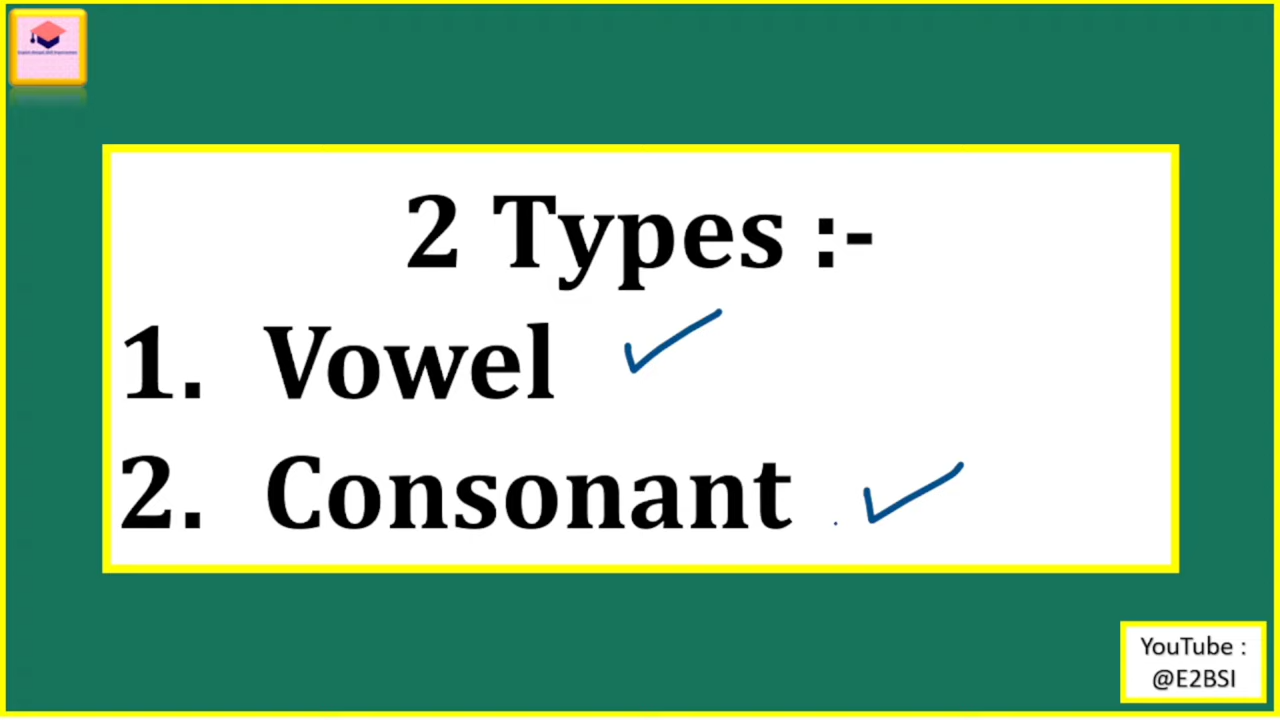 2 Types :-
1. Vowel
2. Consonant
YouTube :
@E2BSI